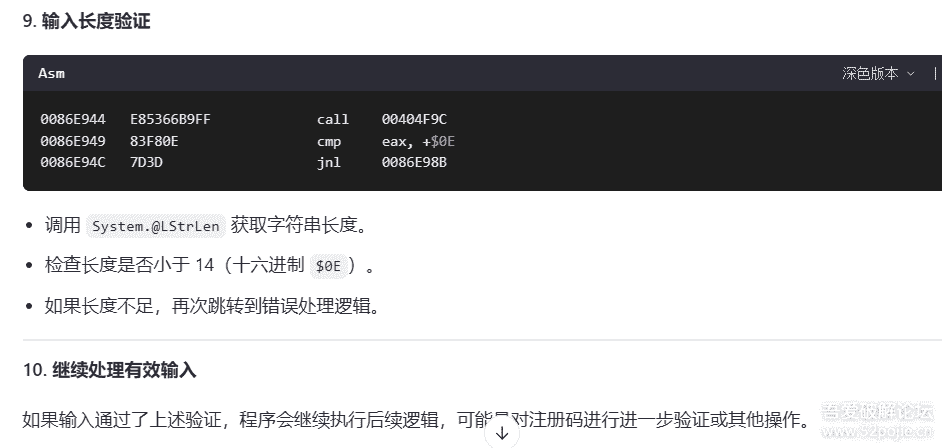 9. 输入长度验证
Asm 深色版本
0086E944 E85366B9FF call 00404F9C
0086E949 83F80E cmp eax, +$0E
0086E94C 7D3D jnl 0086E98B
• 调用 System.@LStrLen 获取字符串长度。
• 检查长度是否小于 14（十六进制 $0E）。
• 如果长度不足，再次跳转到错误处理逻辑。
10. 继续处理有效输入
如果输入通过了上述验证，程序会继续执行后续逻辑，可能是对注册码进行进一步验证或其他操作。
吾爱破解论坛
www.52pojie.cn